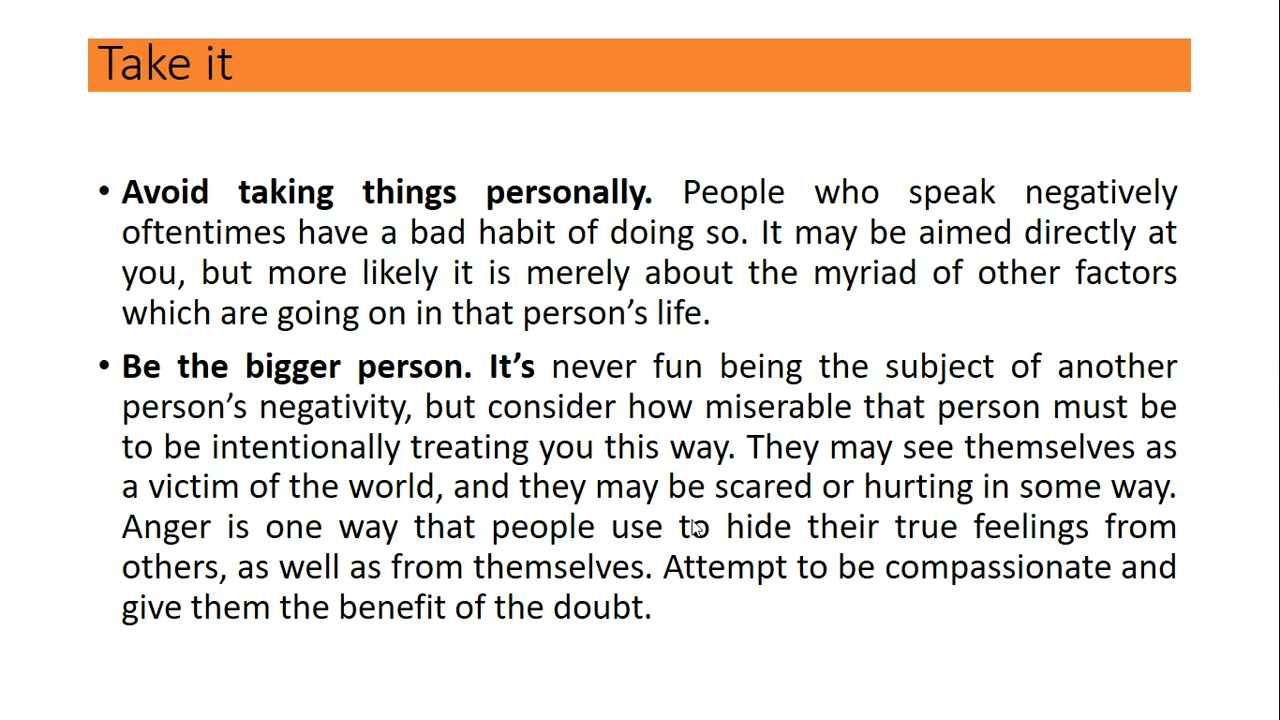 Take it
• Avoid taking things personally. People who speak negatively
oftentimes have a bad habit of doing so. It may be aimed directly at
you, but more likely it is merely about the myriad of other factors
which are going on in that person’s life.
• Be the bigger person. It’s never fun being the subject of another
person’s negativity, but consider how miserable that person must be
to be intentionally treating you this way. They may see themselves as
a victim of the world, and they may be scared or hurting in some way.
Anger is one way that people use to hide their true feelings from
others, as well as from themselves. Attempt to be compassionate and
give them the benefit of the doubt.